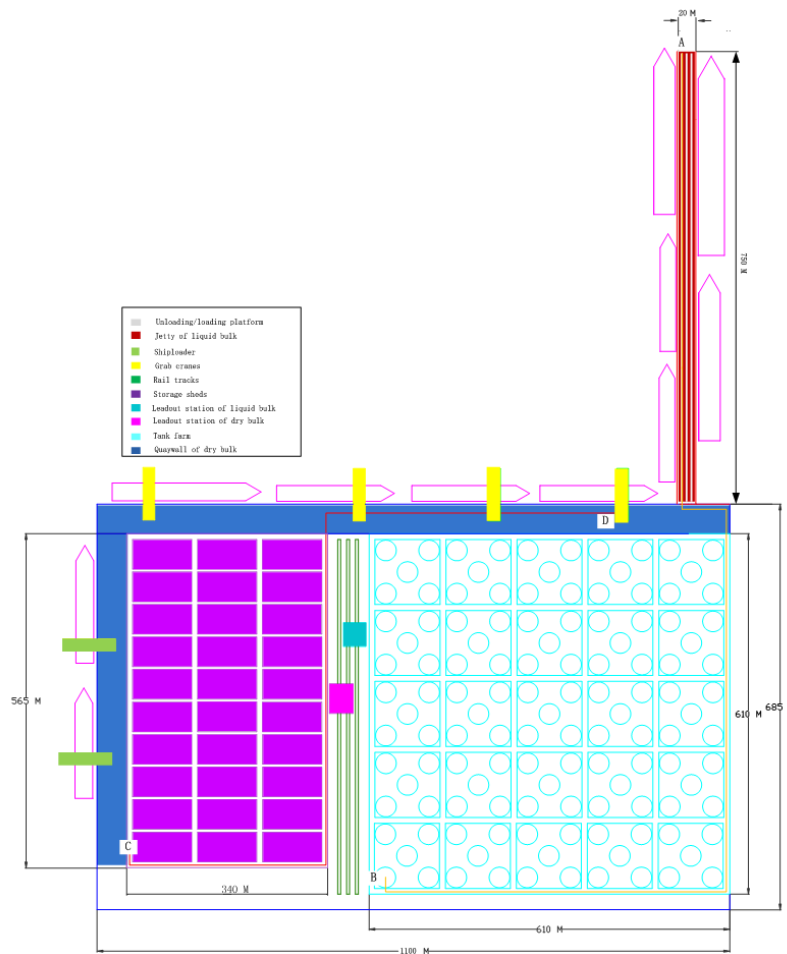 20 M
A
750 M
Unloading/loading platform
Jetty of liquid bulk
Shiploader
Grab cranes
Rail tracks
Storage sheds
Leadout station of liquid bulk
Leadout station of dry bulk
Tank farm
Quaywall of dry bulk
D
565 M
610 M
685
C
B
340 M
610 M
1100 M